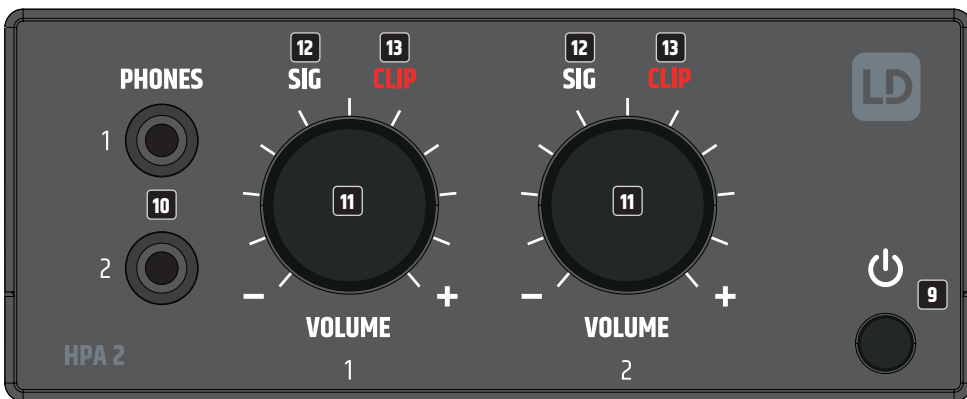 12 13 12 13
PHONES SIG CLIP SIG CLIP LD
1
11 11
10
2
9
– + – +
VOLUME VOLUME
HPA 2 1 2